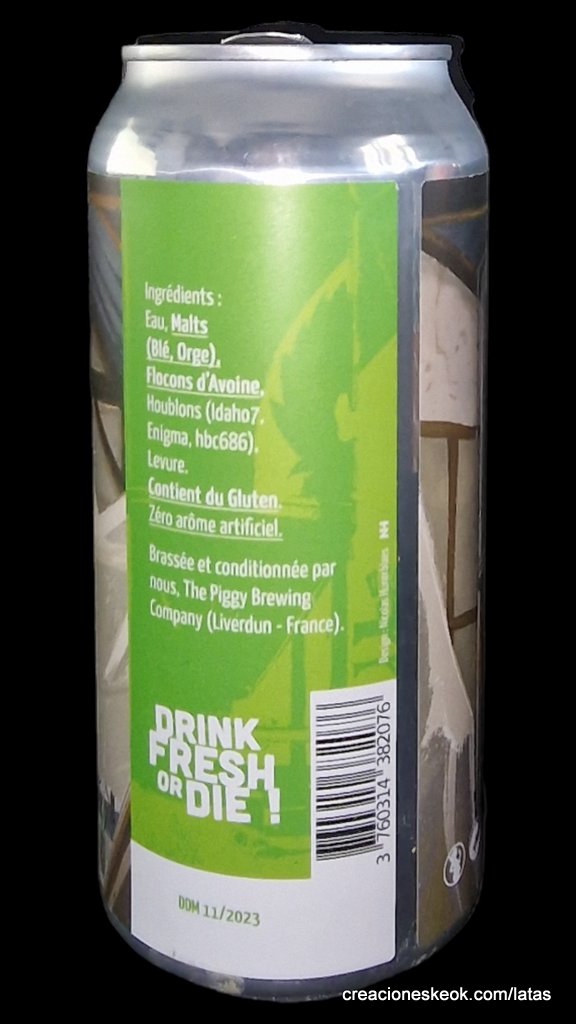 Ingrédients :
Eau, Malts
(Blé, Orge),
Flocons d'Avoine,
Houblons (Idaho7,
Enigma, hbc686),
Levure.
Contient du Gluten.
Zéro arôme artificiel.
Brassée et conditionnée par
nous, The Piggy Brewing
Company (Liverdun - France).
DRINK
FRESH
OR DIE !
DDM 11/2023
3 760314 382076
creacioneskeok.com/latas